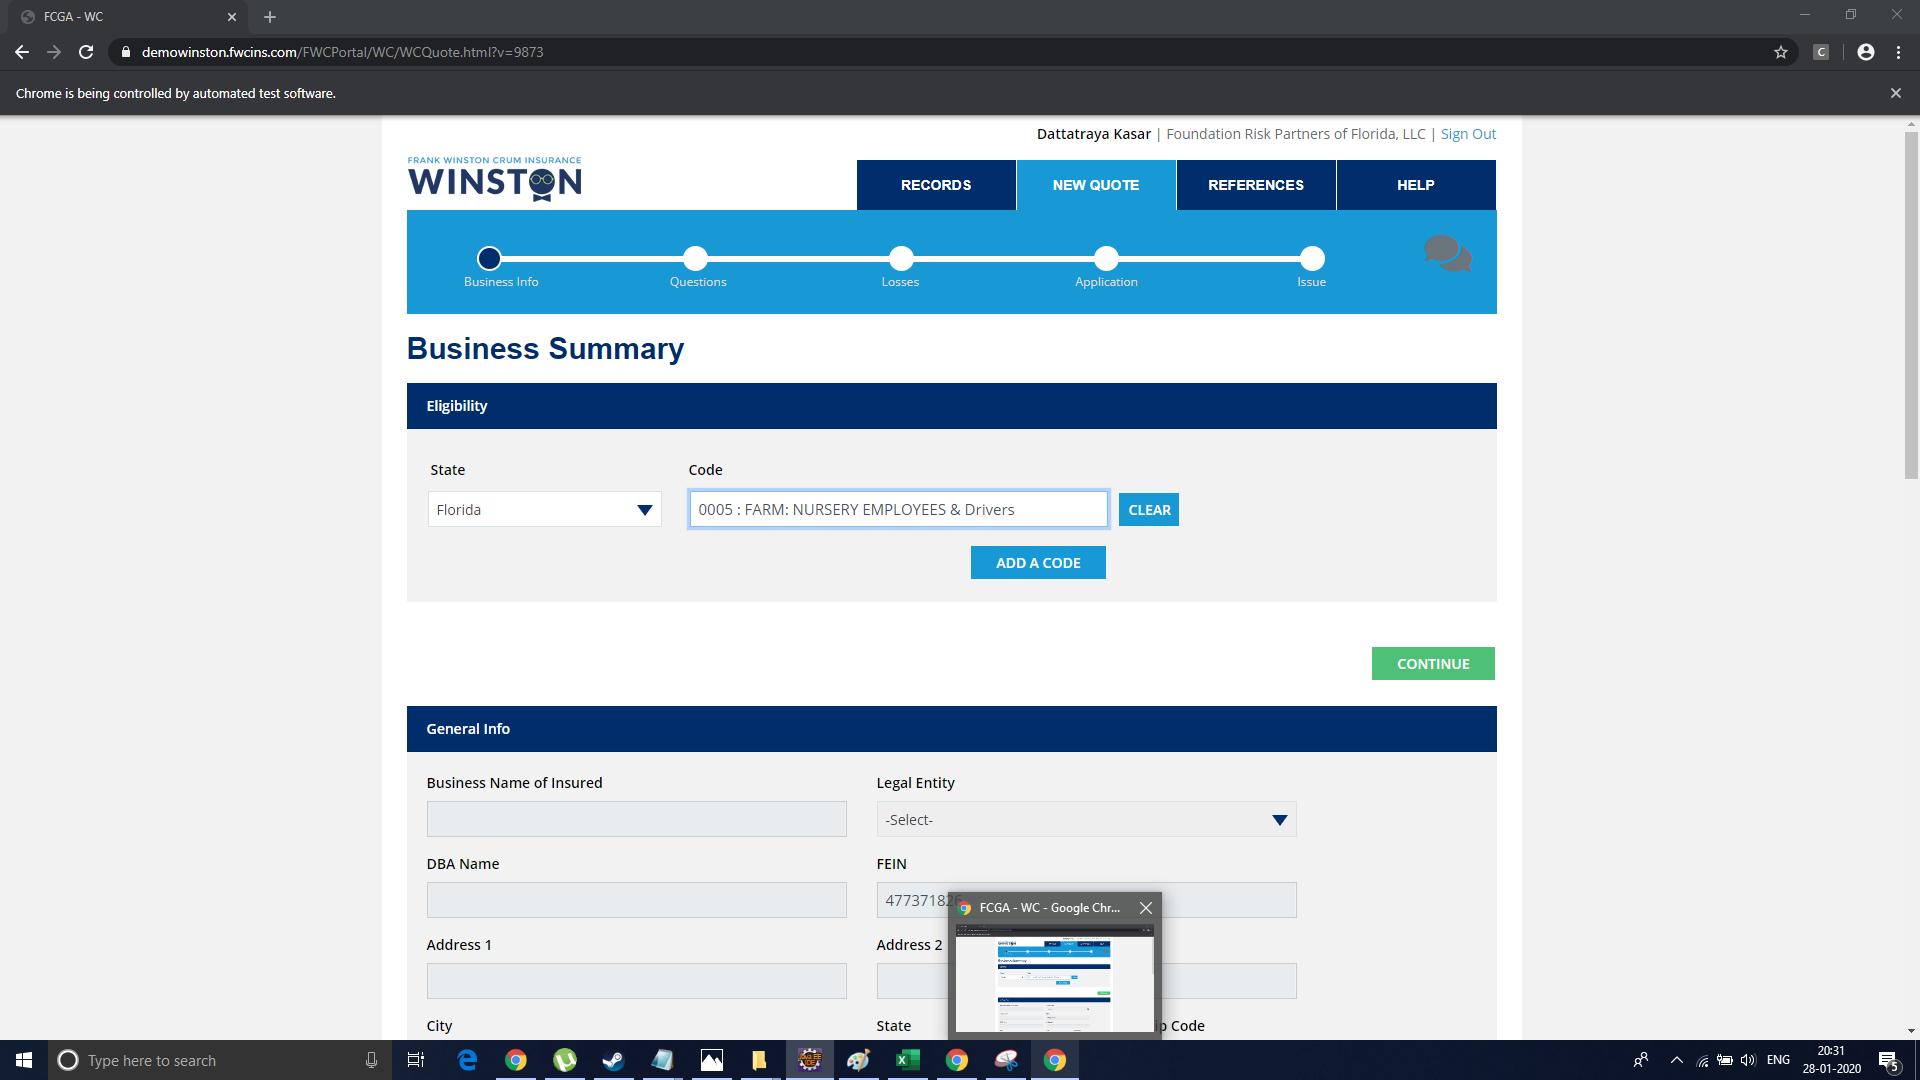 FCGA - WC
demowinston.fwcins.com/FWCPortal/WC/WCQuote.html?v=9873
C
Chrome is being controlled by automated test software.
Dattatraya Kasar | Foundation Risk Partners of Florida, LLC | Sign Out
FRANK WINSTON CRUM INSURANCE
WINSTON
RECORDS
NEW QUOTE
REFERENCES
HELP
Business Info
Questions
Losses
Application
Issue
Business Summary
Eligibility
State
Code
Florida
0005 : FARM: NURSERY EMPLOYEES & Drivers
CLEAR
ADD A CODE
CONTINUE
General Info
Business Name of Insured
Legal Entity
-Select-
DBA Name
FEIN
47737182
FCGA - WC - Google Chr...
Address 1
Address 2
City
State
p Code
Type here to search
ENG
20:31
28-01-2020
5